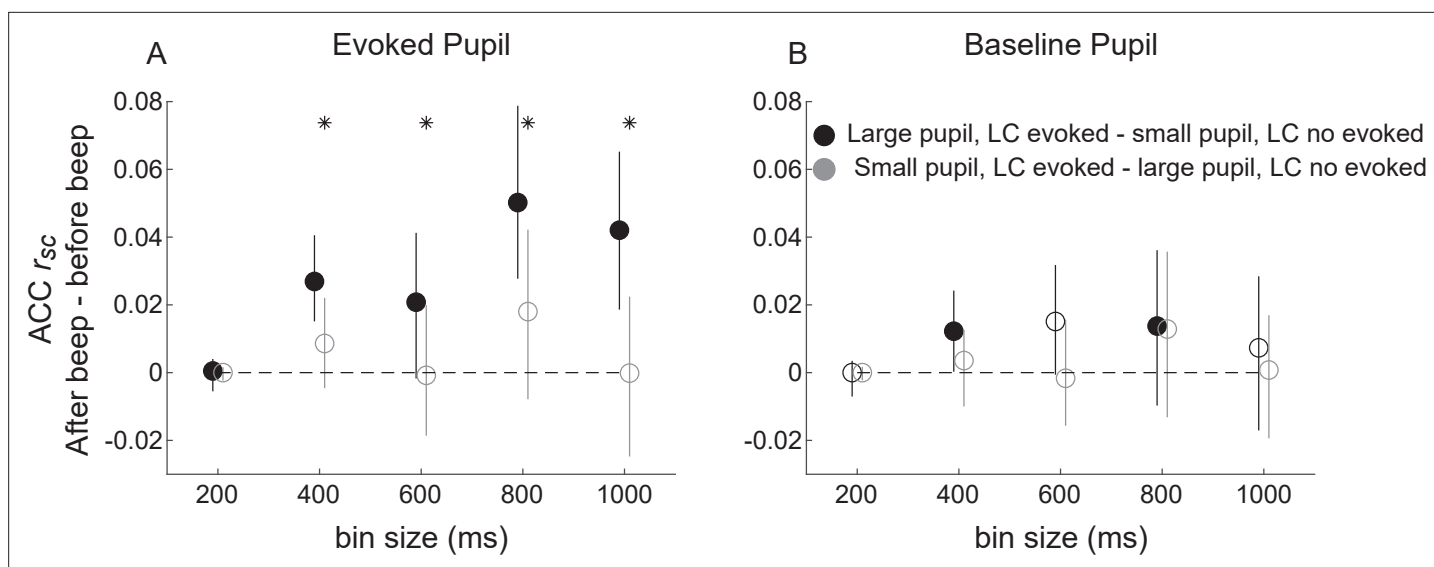 A
Evoked Pupil
ACC rsc
After beep - before beep
0.08
0.06
0.04
0.02
0
-0.02
* * * *
200 400 600 800 1000
bin size (ms)
B
Baseline Pupil
0.08
0.06
0.04
0.02
0
-0.02
Large pupil, LC evoked - small pupil, LC no evoked
Small pupil, LC evoked - large pupil, LC no evoked
200 400 600 800 1000
bin size (ms)